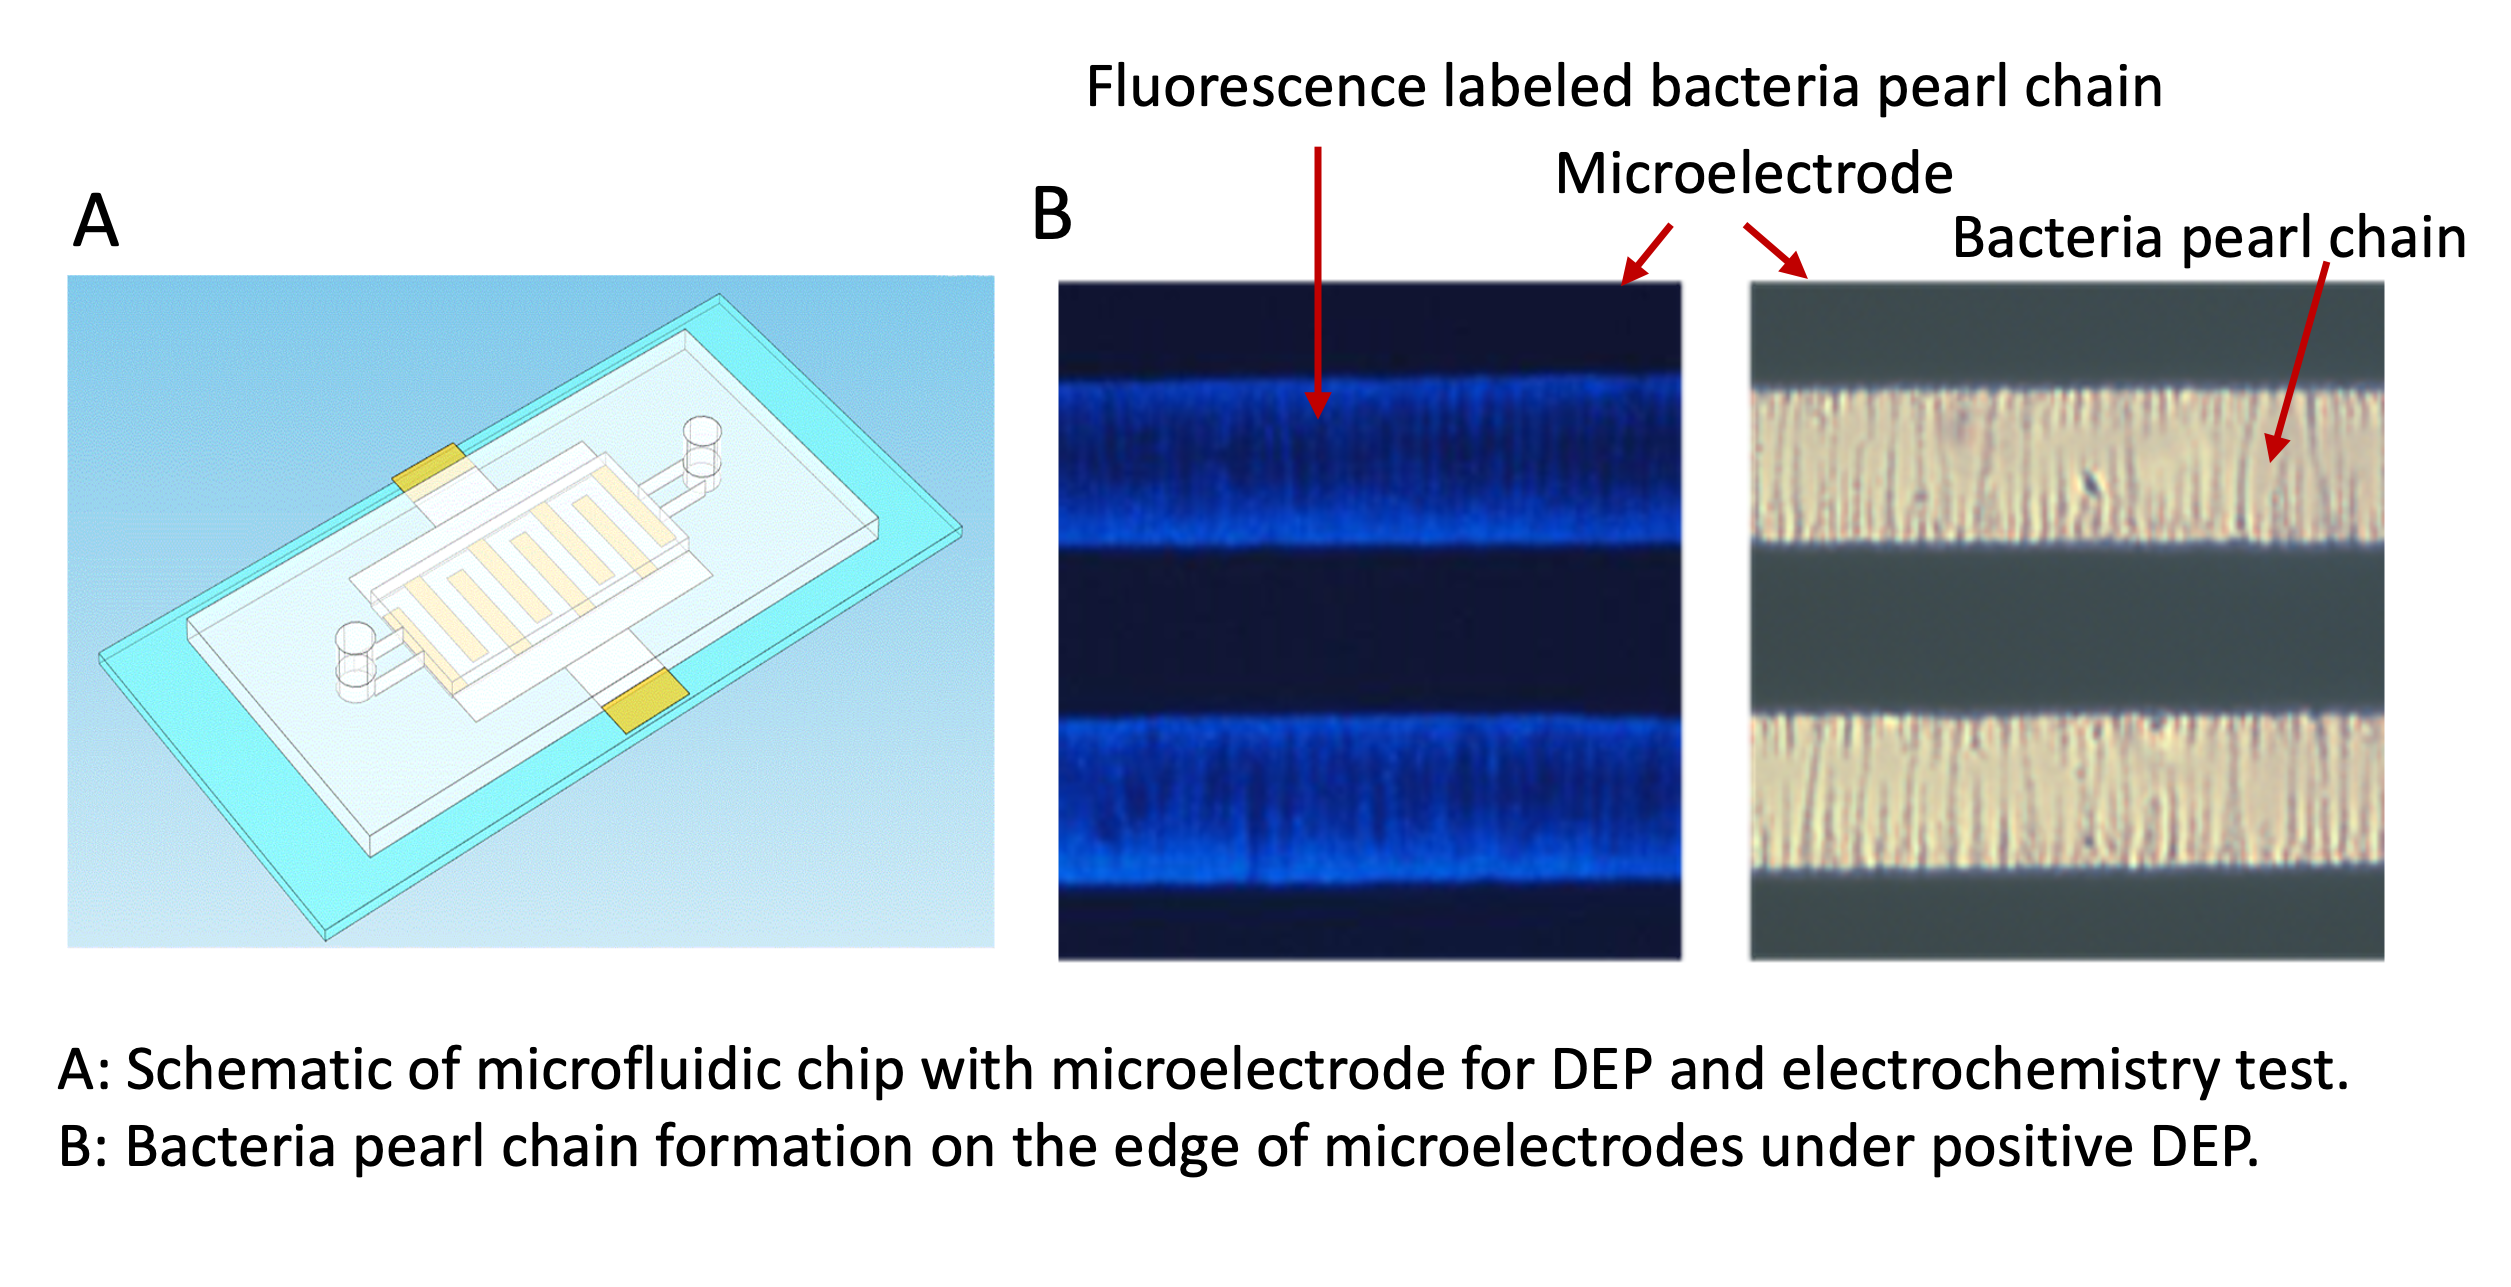 Fluorescence labeled bacteria pearl chain
Microelectrode
Bacteria pearl chain
A
B
A: Schematic of microfluidic chip with microelectrode for DEP and electrochemistry test.
B: Bacteria pearl chain formation on the edge of microelectrodes under positive DEP.